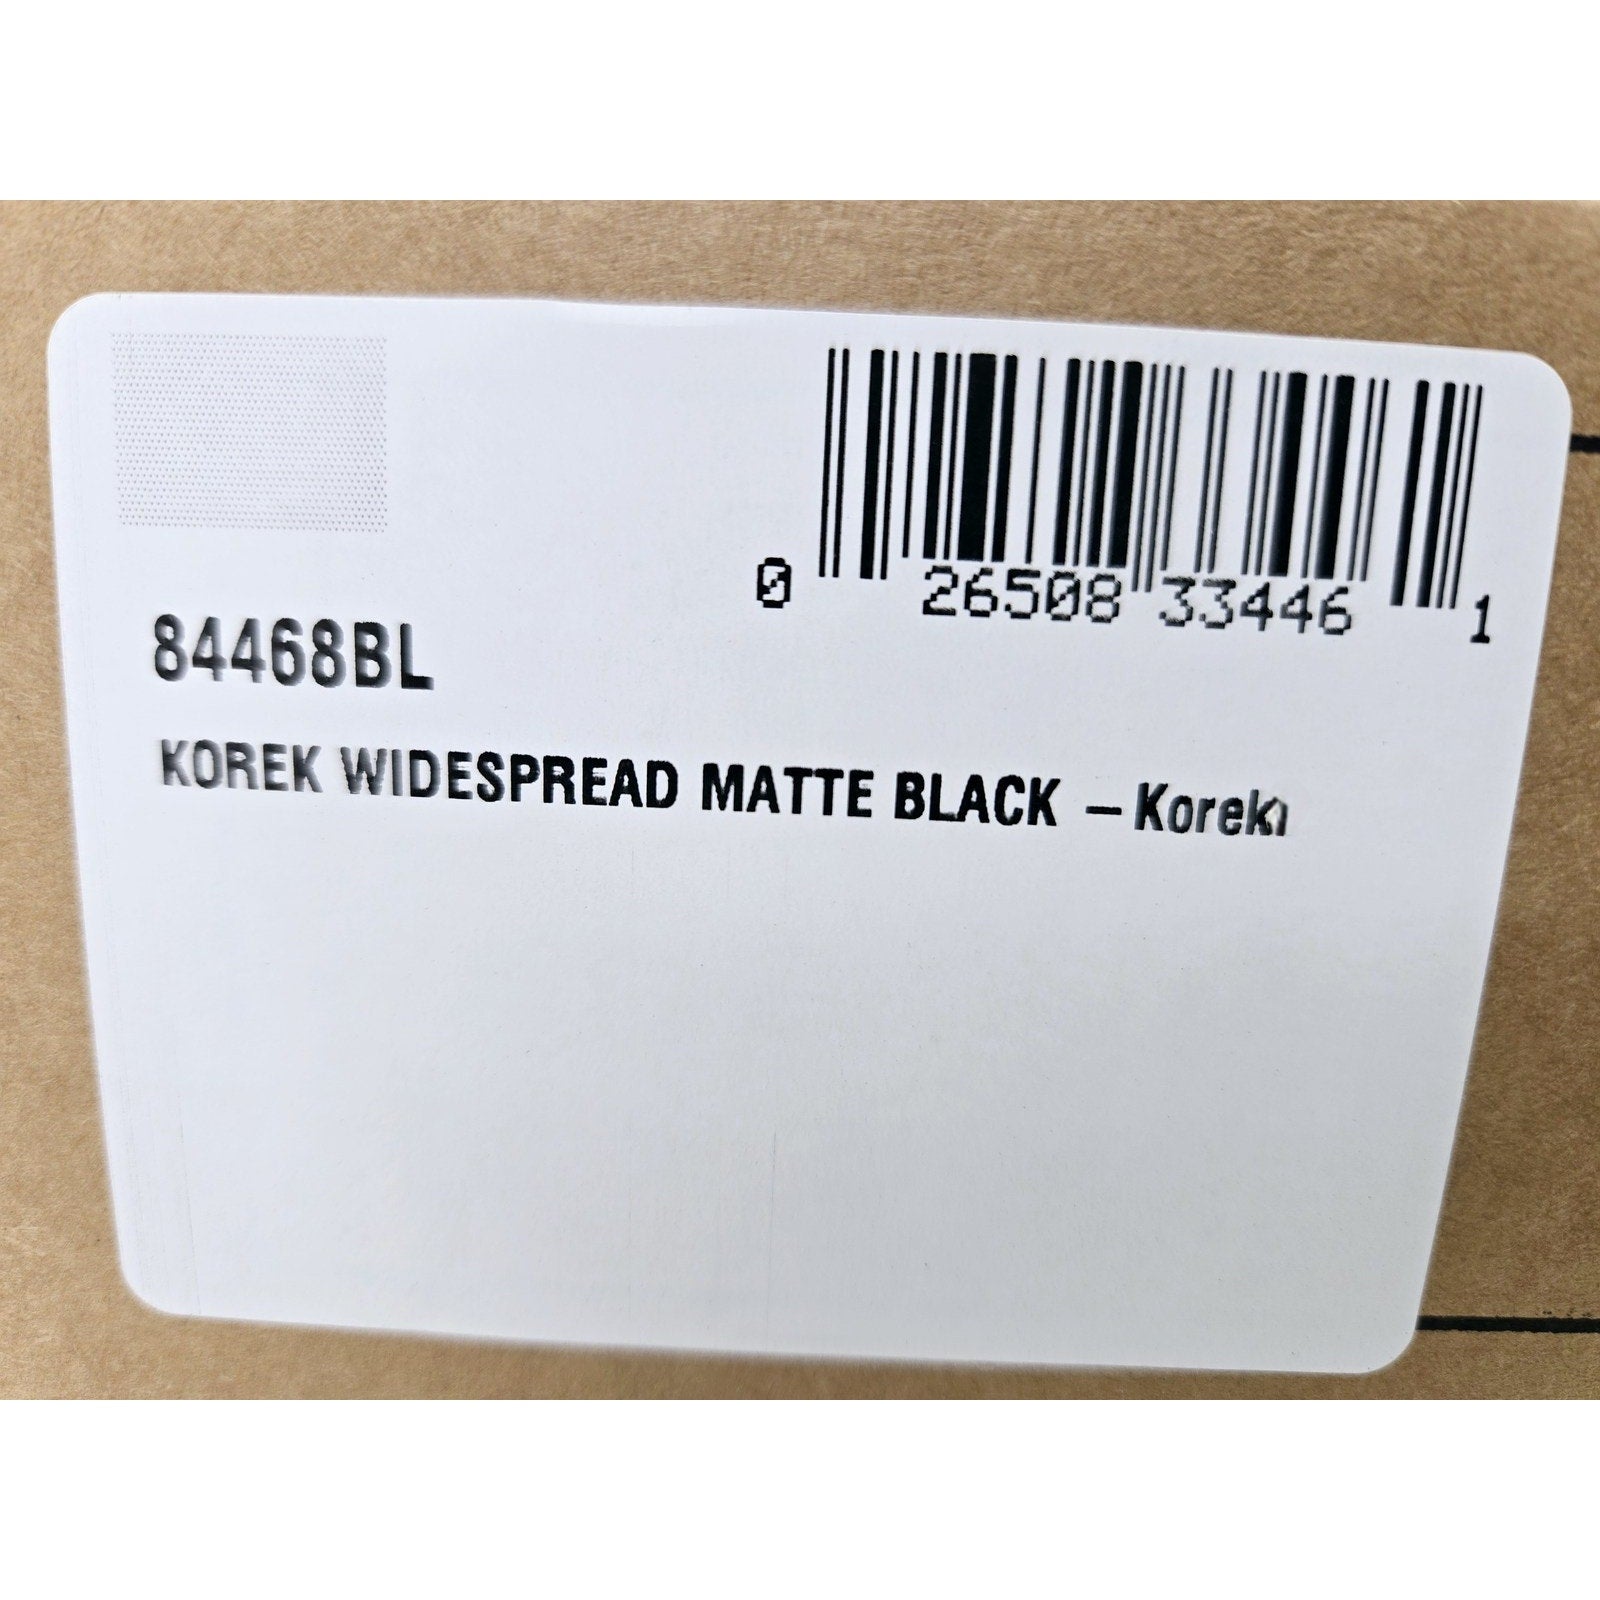 0 26508 33446 1
84468BL
KOREK WIDESPREAD MATTE BLACK – Korek